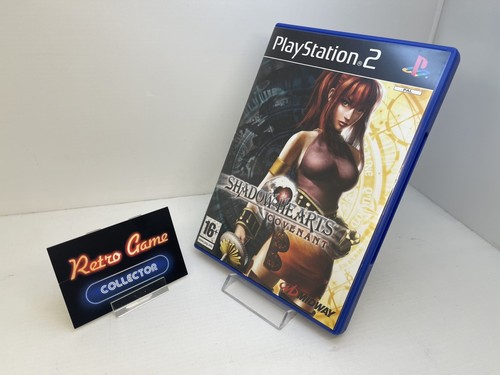 PlayStation®2
PAL
SHADOW HEARTS
COVENANT
16+
MIDWAY
Retro Game
COLLECTOR